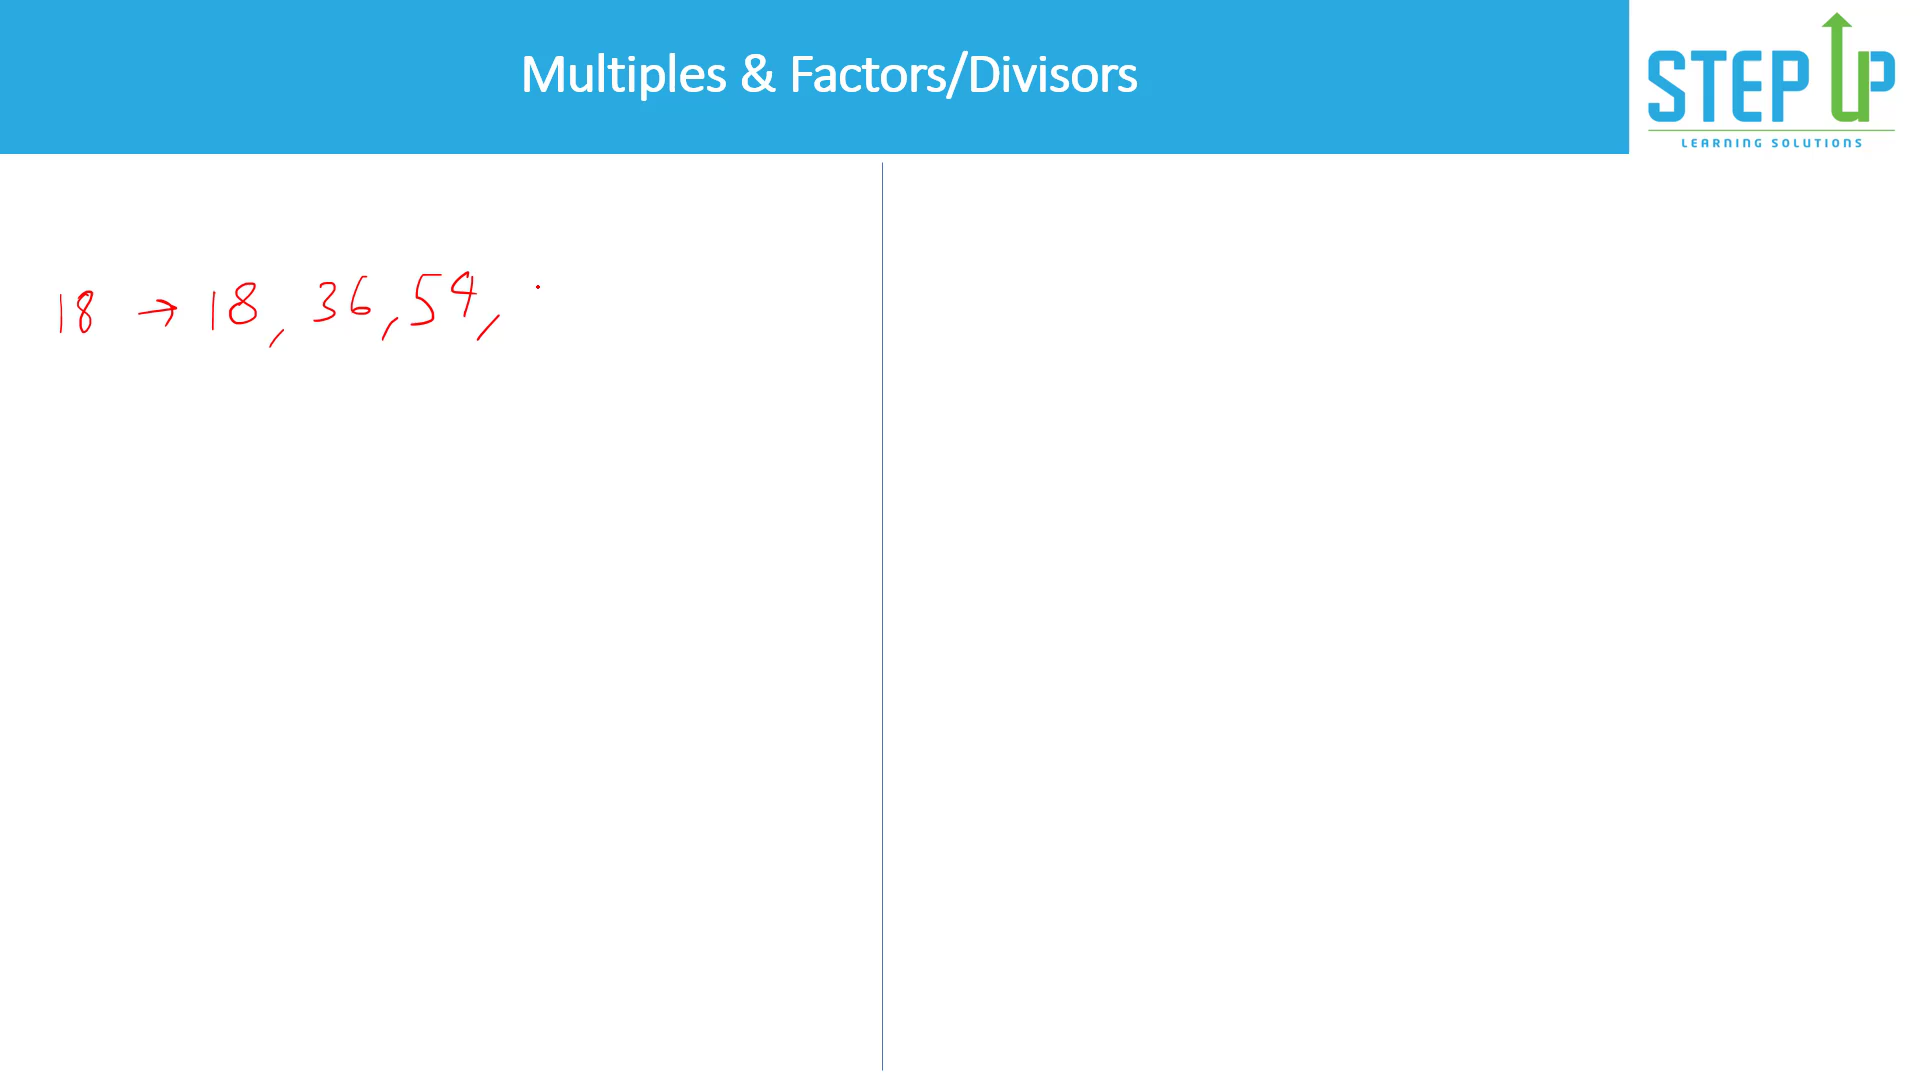 Multiples & Factors/Divisors
STEP UP
LEARNING SOLUTIONS
18 → 18, 36, 54,